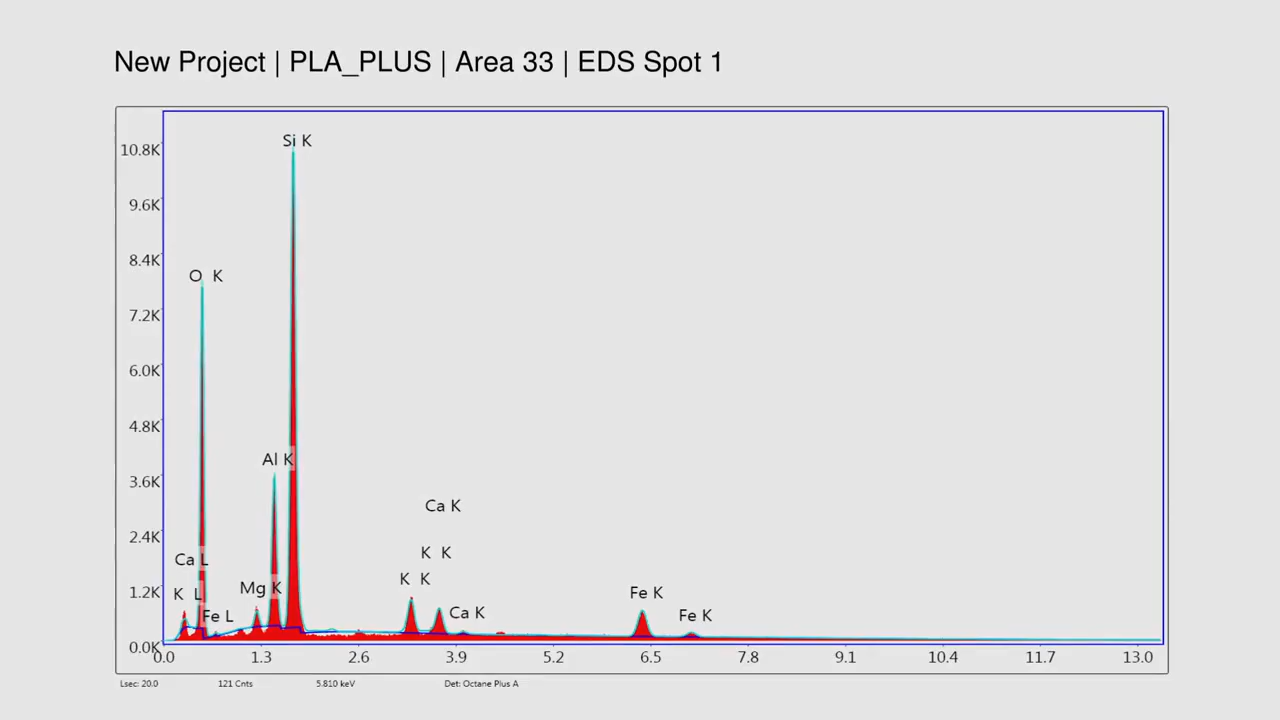 New Project | PLA_PLUS | Area 33 | EDS Spot 1
10.8K
9.6K
8.4K
7.2K
6.0K
4.8K
3.6K
2.4K
1.2K
0.0K
Si K
O K
Al K
Ca K
Ca L
K K
Mg K
K K
K L
Fe K
Fe L
Ca K
Fe K
0.0 1.3 2.6 3.9 5.2 6.5 7.8 9.1 10.4 11.7 13.0
Lsec: 20.0 121 Cnts 5.810 keV Det: Octane Plus A